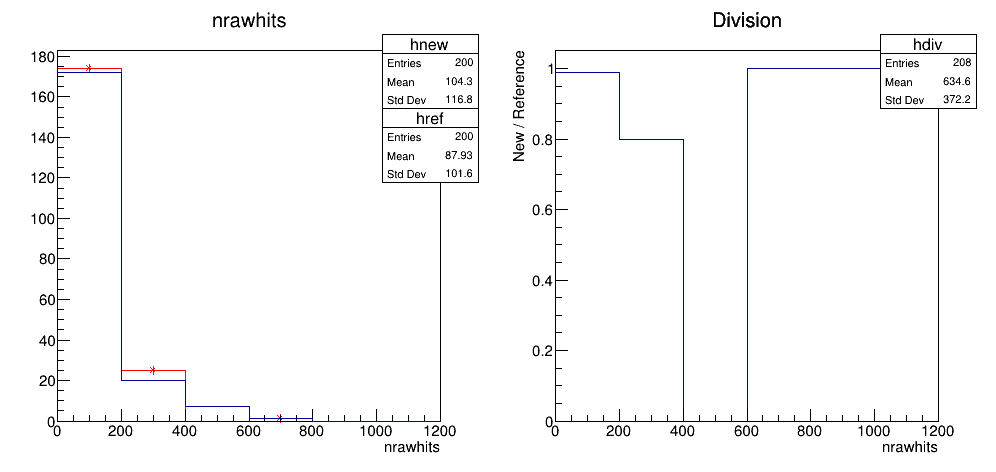 nrawhits
hnew
Entries 200
Mean 104.3
Std Dev 116.8
href
Entries 200
Mean 87.93
Std Dev 101.6
180
160
140
120
100
80
60
40
20
0
0 200 400 600 800 1000 1200
nrawhits
Division
hdiv
Entries 208
Mean 634.6
Std Dev 372.2
New / Reference
1
0.8
0.6
0.4
0.2
0
0 200 400 600 800 1000 1200
nrawhits